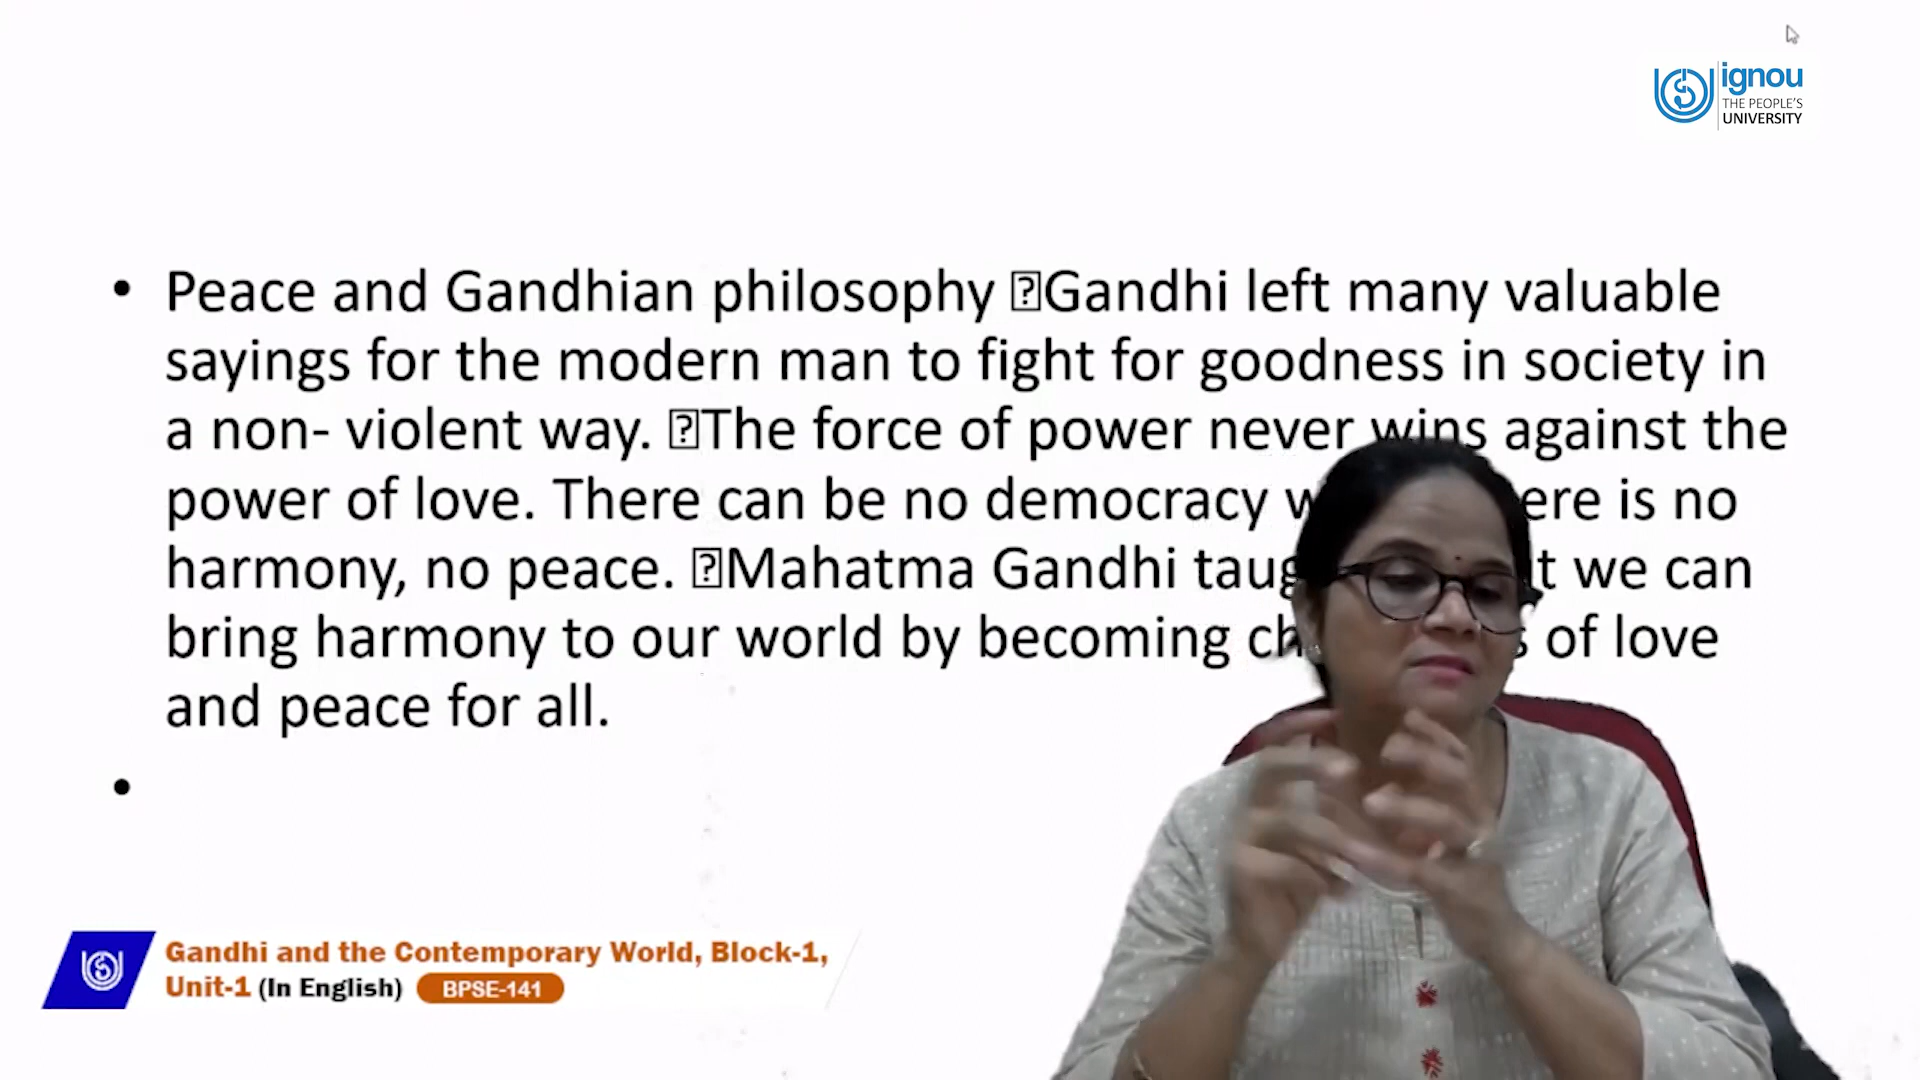 ignou
THE PEOPLE'S
UNIVERSITY
• Peace and Gandhian philosophy �Gandhi left many valuable
sayings for the modern man to fight for goodness in society in
a non- violent way. �The force of power never wins against the
power of love. There can be no democracy is no
harmony, no peace. �Mahatma Gandhi we can
bring harmony to our world by becoming of love
and peace for all.
•
Gandhi and the Contemporary World, Block-1,
Unit-1 (In English) BPSE-141